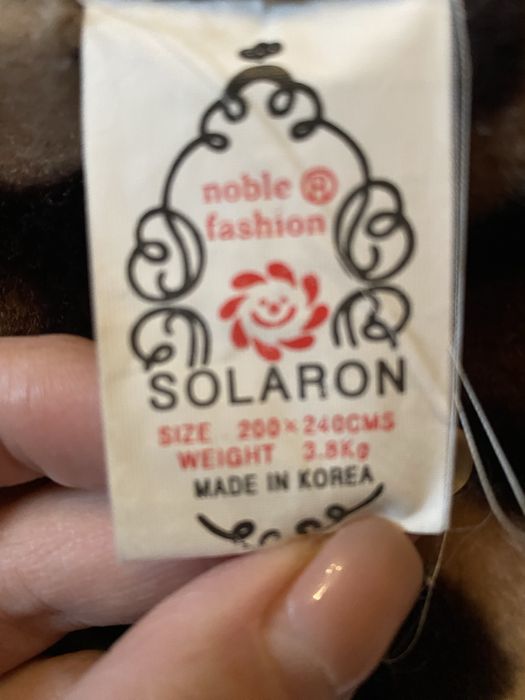 noble ®
fashion
SOLARON
SIZE 200×240CMS
WEIGHT 3.8Kg
MADE IN KOREA